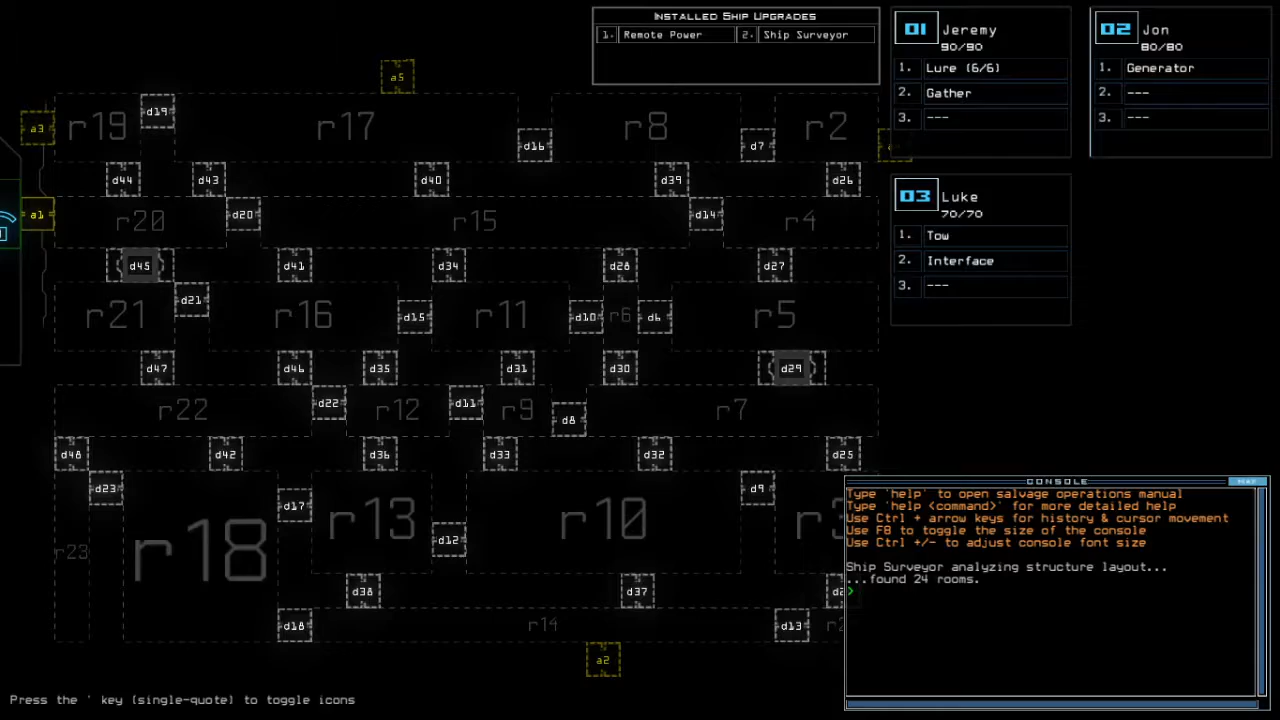 INSTALLED SHIP UPGRADES
1. Remote Power 2. Ship Surveyor
01 Jeremy
90/90
1. Lure (6/6)
2. Gather
3. ---
02 Jon
80/80
1. Generator
2. ---
3. ---
03 Luke
70/70
1. Tow
2. Interface
3. ---
a5
a3 r19 d19 r17 d16 r8 d7 r2
d44 d43 d40 d39 d26
a1 r20 d20 r15 d14 r4
d45 d41 d34 d28 d27
r21 d21 r16 d15 r11 d10 r6 d6 r5
d47 d46 d35 d31 d30 d29
r22 d22 r12 d11 r9 d8 r7
d48 d42 d36 d33 d32 d25
d23 d17 r13 r10 d9
r23 r18 d12
d38 d37
d18 r14 d13
a2
CONSOLE
Type 'help' to open salvage operations manual
Type 'help <command>' for more detailed help
Use Ctrl + arrow keys for history & cursor movement
Use F8 to toggle the size of the console
Use Ctrl +/- to adjust console font size
Ship Surveyor analyzing structure layout...
...found 24 rooms.
>
Press the ' key (single-quote) to toggle icons